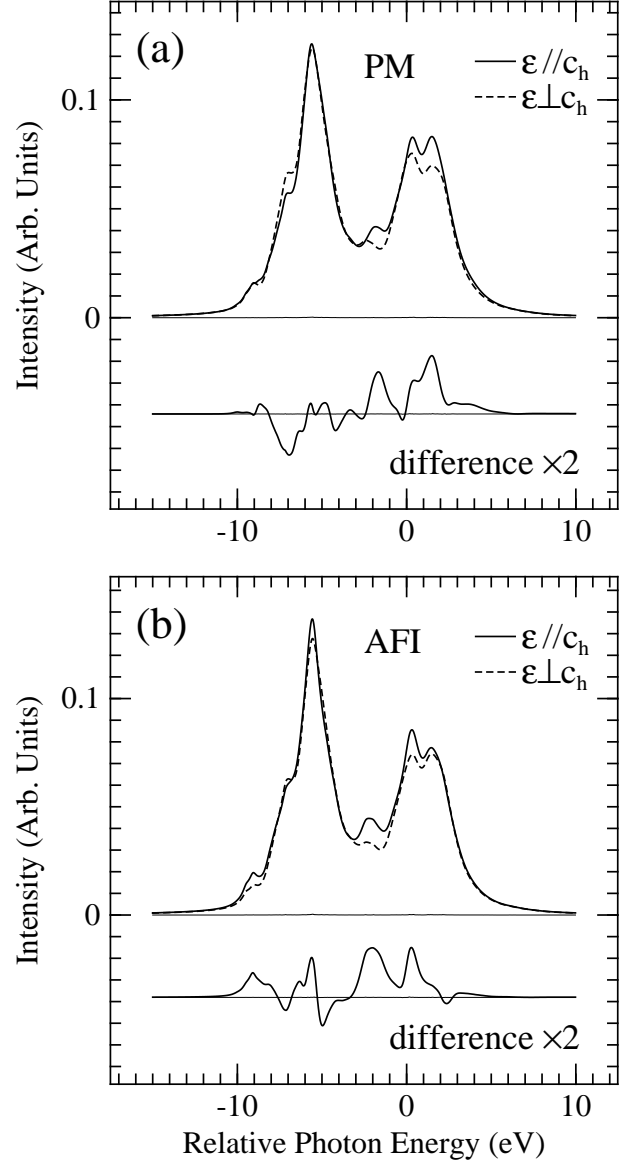 (a)
PM
ε//c_h
ε⊥c_h
0.1
0
Intensity (Arb. Units)
difference ×2
-10
0
10
(b)
AFI
ε//c_h
ε⊥c_h
0.1
0
Intensity (Arb. Units)
difference ×2
-10
0
10
Relative Photon Energy (eV)